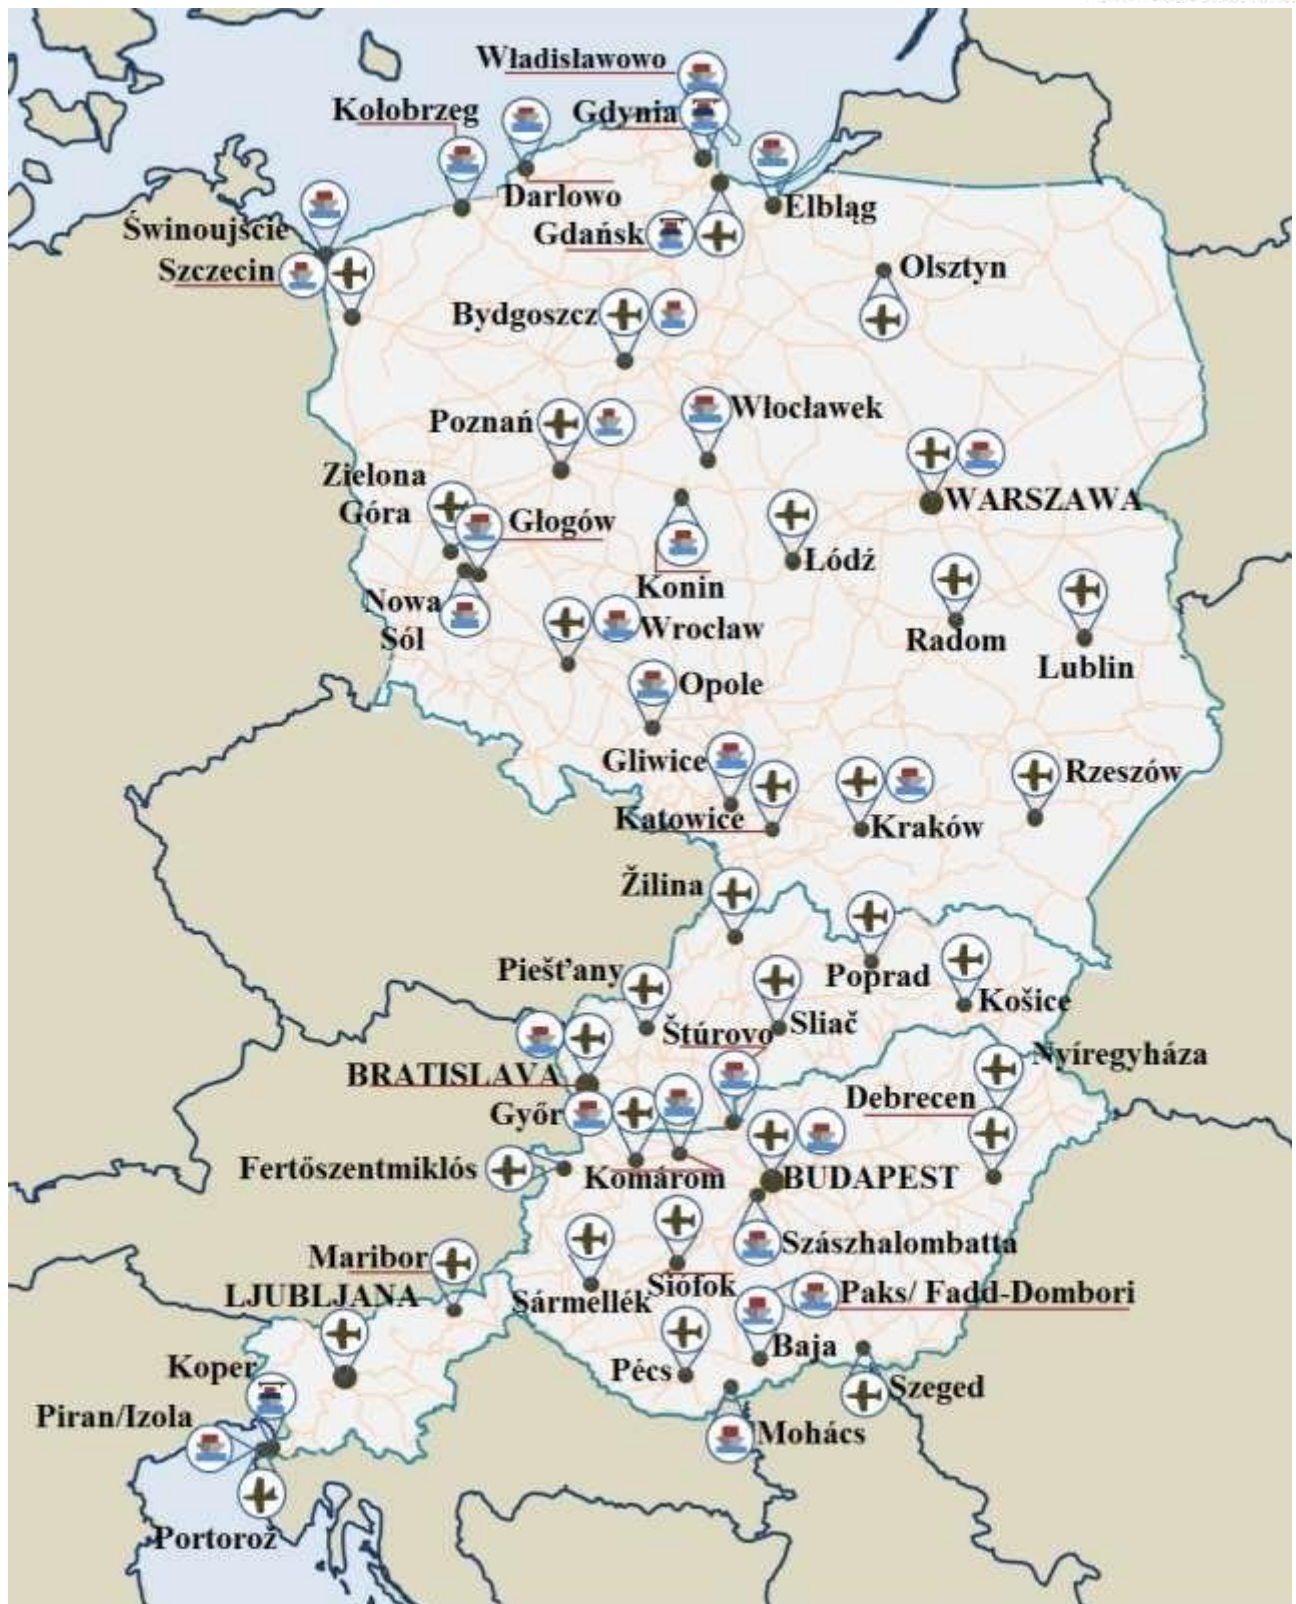 Władisławowo
Kołobrzeg
Gdynia
Darlowo
Elbląg
Świnoujście
Gdańsk
Szczecin
Olsztyn
Bydgoszcz
Poznań
Włocławek
Zielona
Góra
Głogów
WARSZAWA
Łódź
Konin
Nowa
Sól
Wrocław
Radom
Lublin
Opole
Gliwice
Rzeszów
Katowice
Kraków
Žilina
Piešťany
Poprad
Košice
Štúrovo
Sliač
BRATISLAVA
Nyíregyháza
Győr
Debrecen
Fertőszentmiklós
Komárom
BUDAPEST
Maribor
Szászhalombatta
LJUBLJANA
Sármellék
Siófok
Paks/ Fadd-Dombori
Koper
Pécs
Baja
Szeged
Piran/Izola
Mohács
Portorož